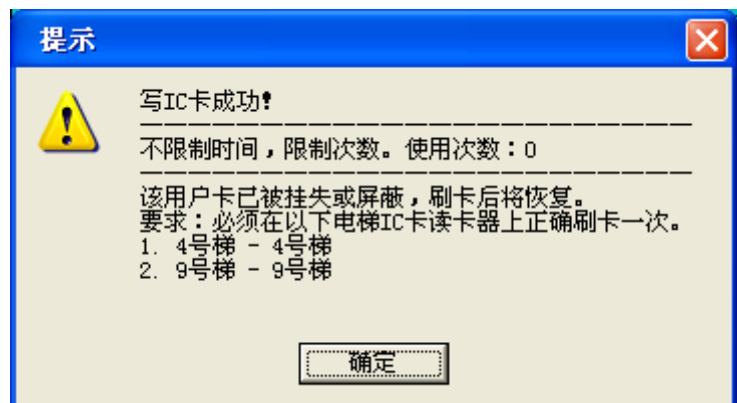 提示
写IC卡成功!
不限制时间，限制次数。使用次数：0
该用户卡已被挂失或屏蔽，刷卡后将恢复。
要求：必须在以下电梯IC卡读卡器上正确刷卡一次。
1. 4号梯 - 4号梯
2. 9号梯 - 9号梯
确定